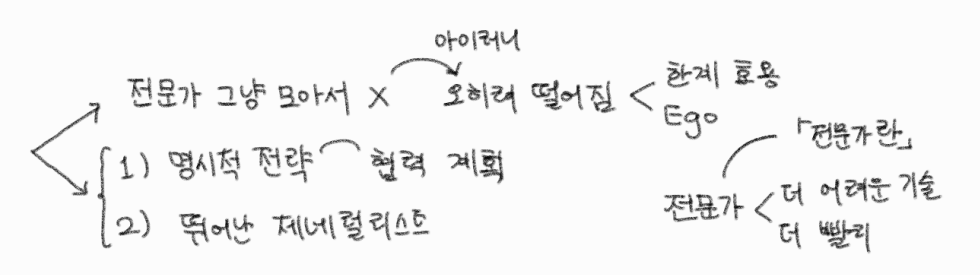 아이러니
전문가 그냥 모아서 X 오히려 떨어짐 < 한계 효용
Ego
1) 명시적 전략 협력 계획
2) 뛰어난 제네럴리스트
「전문가란」
전문가 < 더 어려운 기술
더 빨리